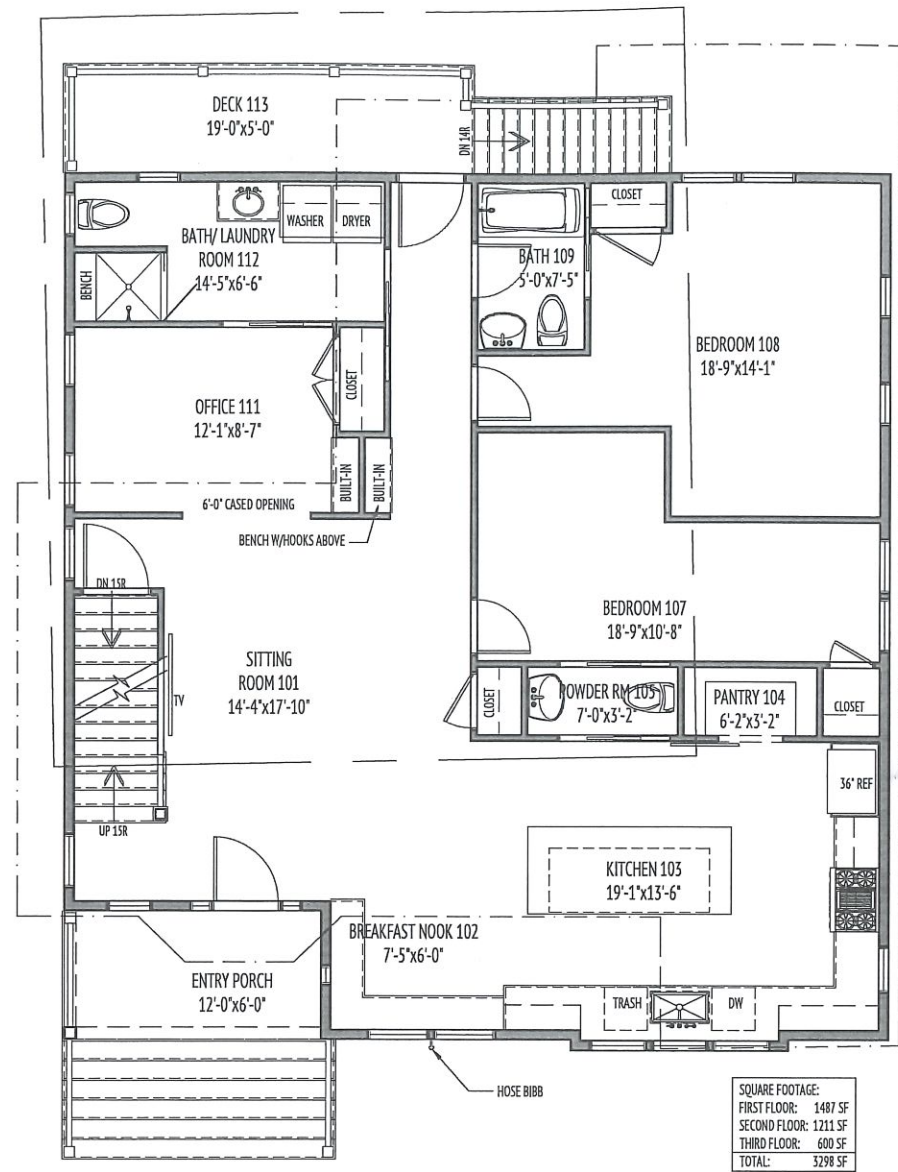 DECK 113
19'-0"x5'-0"
DN 14R
CLOSET
WASHER
DRYER
BATH/ LAUNDRY
ROOM 112
14'-5"x6'-6"
BENCH
BATH 109
5'-0"x7'-5"
BEDROOM 108
18'-9"x14'-1"
OFFICE 111
12'-1"x8'-7"
CLOSET
BUILT-IN
BUILT-IN
6'-0" CASED OPENING
BENCH W/HOOKS ABOVE
DN 15R
BEDROOM 107
18'-9"x10'-8"
SITTING
ROOM 101
14'-4"x17'-10"
TV
CLOSET
POWDER RM 105
7'-0"x3'-2"
PANTRY 104
6'-2"x3'-2"
CLOSET
36" REF
UP 15R
KITCHEN 103
19'-1"x13'-6"
BREAKFAST NOOK 102
7'-5"x6'-0"
ENTRY PORCH
12'-0"x6'-0"
TRASH
DW
HOSE BIBB
SQUARE FOOTAGE:
FIRST FLOOR: 1487 SF
SECOND FLOOR: 1211 SF
THIRD FLOOR: 600 SF
TOTAL: 3298 SF